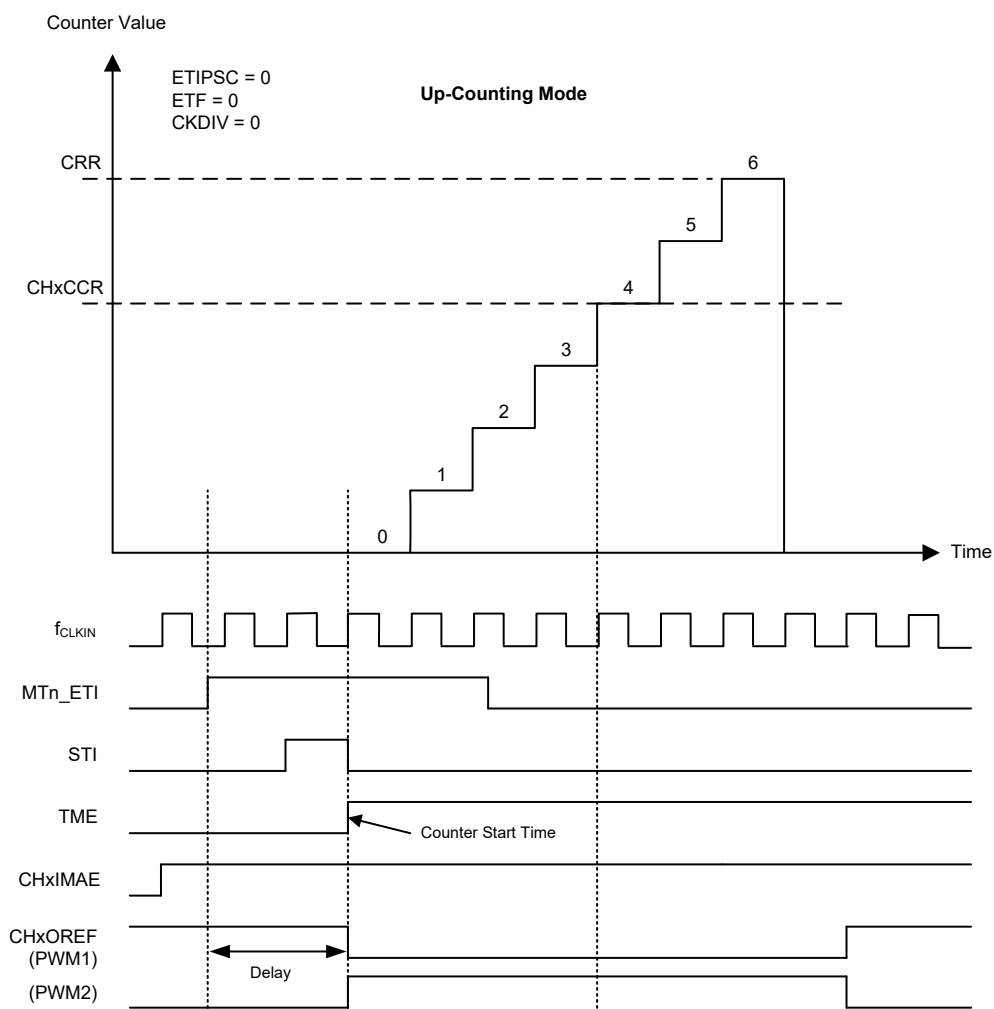 Counter Value
ETIPSC = 0
ETF = 0
CKDIV = 0
Up-Counting Mode
CRR
6
5
CHxCCR
4
3
2
1
0
Time
fCLKIN
MTn_ETI
STI
TME
Counter Start Time
CHxIMAE
CHxOREF
(PWM1)
Delay
(PWM2)